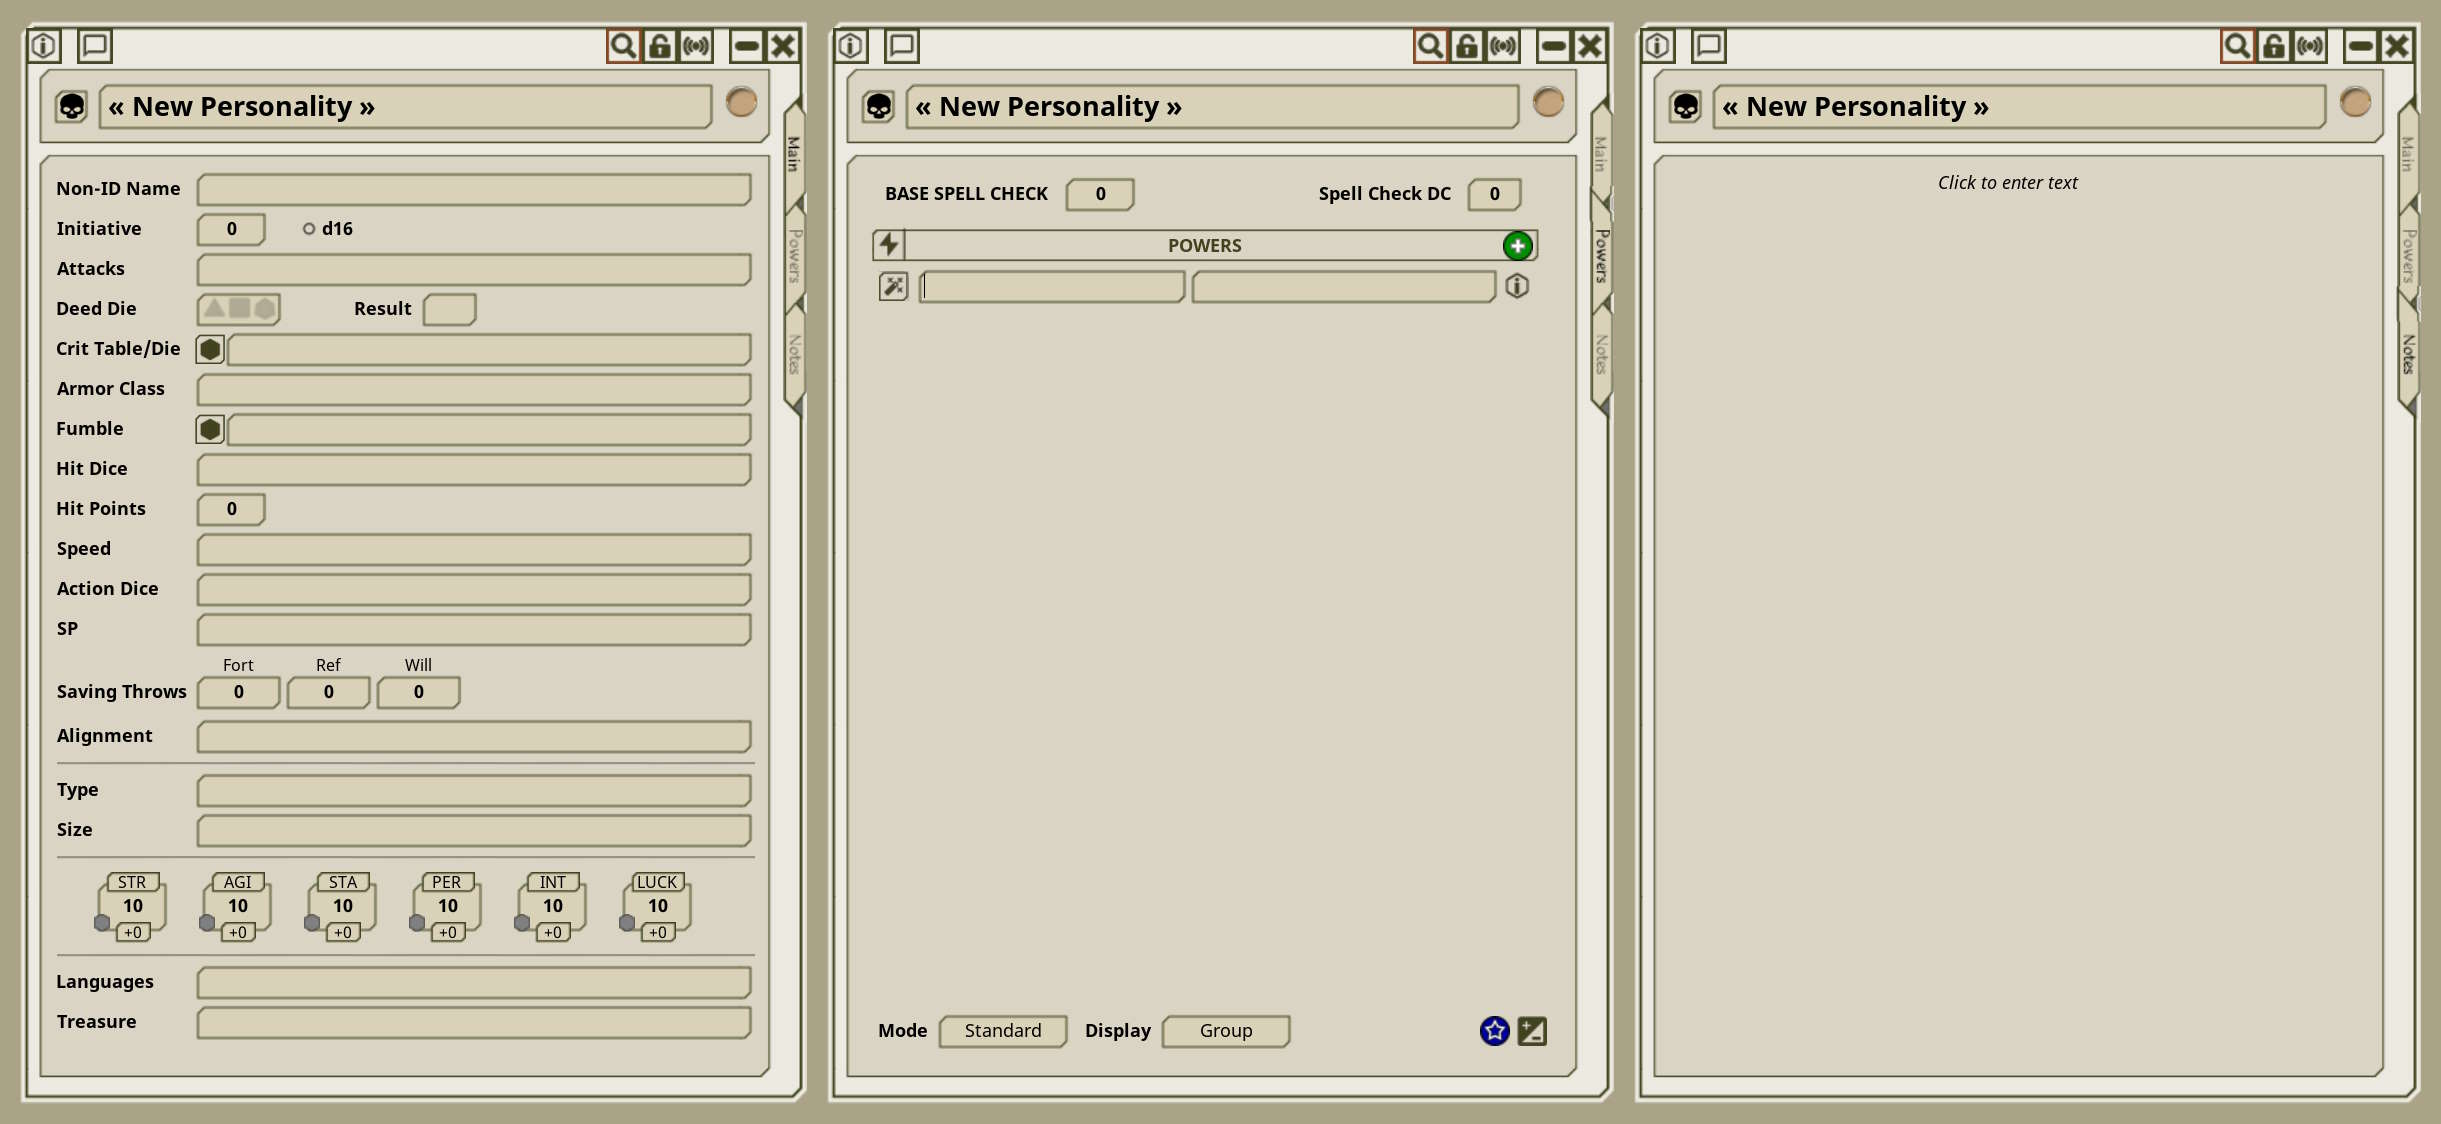 « New Personality »
Non-ID Name
Initiative 0 d16
Attacks
Deed Die Result
Crit Table/Die
Armor Class
Fumble
Hit Dice
Hit Points 0
Speed
Action Dice
SP
Fort Ref Will
Saving Throws 0 0 0
Alignment
Type
Size
STR AGI STA PER INT LUCK
10 10 10 10 10 10
+0 +0 +0 +0 +0 +0
Languages
Treasure
Main
Powers
Notes
« New Personality »
BASE SPELL CHECK 0 Spell Check DC 0
POWERS
Mode Standard Display Group
Main
Powers
Notes
« New Personality »
Click to enter text
Main
Powers
Notes